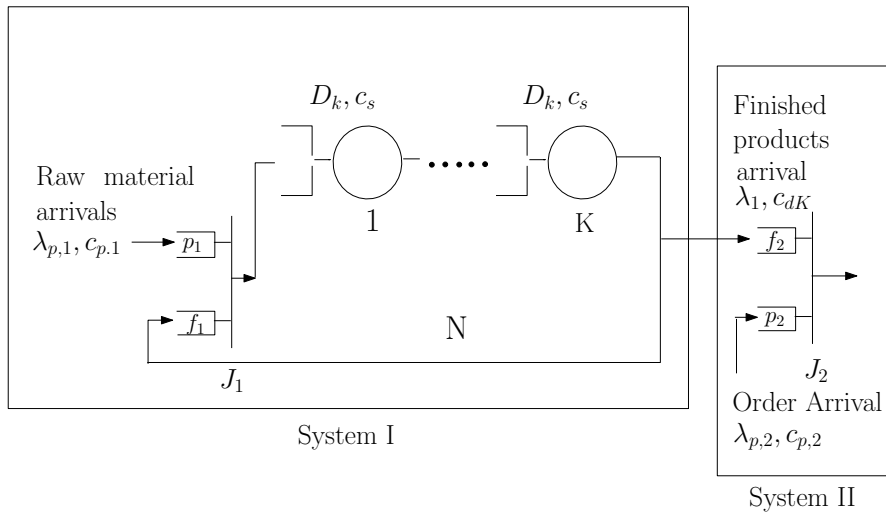 D_k, c_s
D_k, c_s
1
K
Raw material
arrivals
λ_{p,1}, c_{p.1}
p_1
f_1
J_1
N
System I
Finished
products
arrival
λ_1, c_{dK}
f_2
p_2
J_2
Order Arrival
λ_{p,2}, c_{p,2}
System II